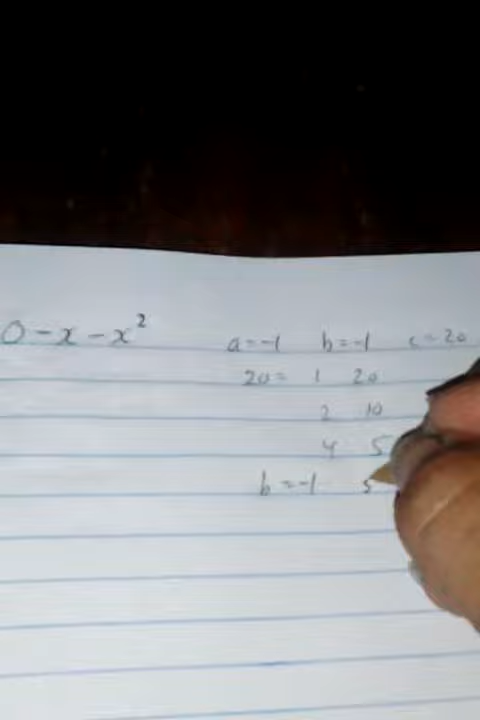 0 - x - x²
a = -1 b = -1 c = 20
20 = 1 20
2 10
4 5
b = -1 5